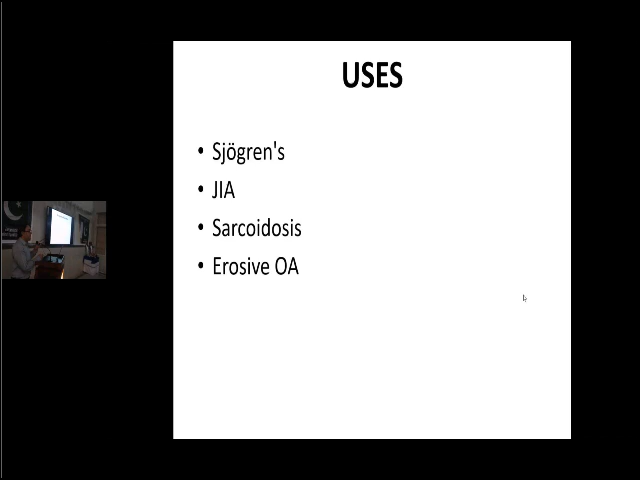 USES
• Sjögren's
• JIA
• Sarcoidosis
• Erosive OA